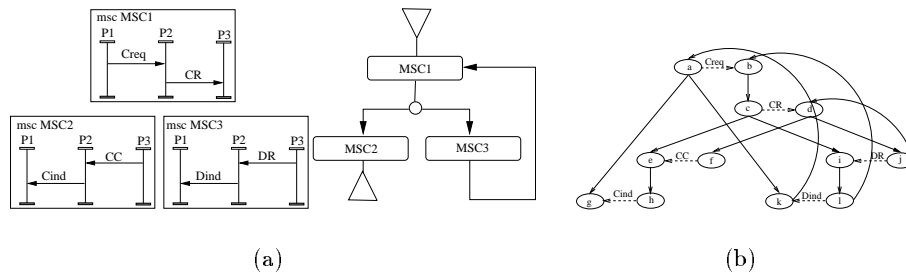 msc MSC1
P1 P2 P3
Creq
CR
msc MSC2
P1 P2 P3
CC
Cind
msc MSC3
P1 P2 P3
DR
Dind
MSC1
MSC2 MSC3
a Creq b
c CR d
e CC f i DR j
g Cind h k Dind l
(a) (b)